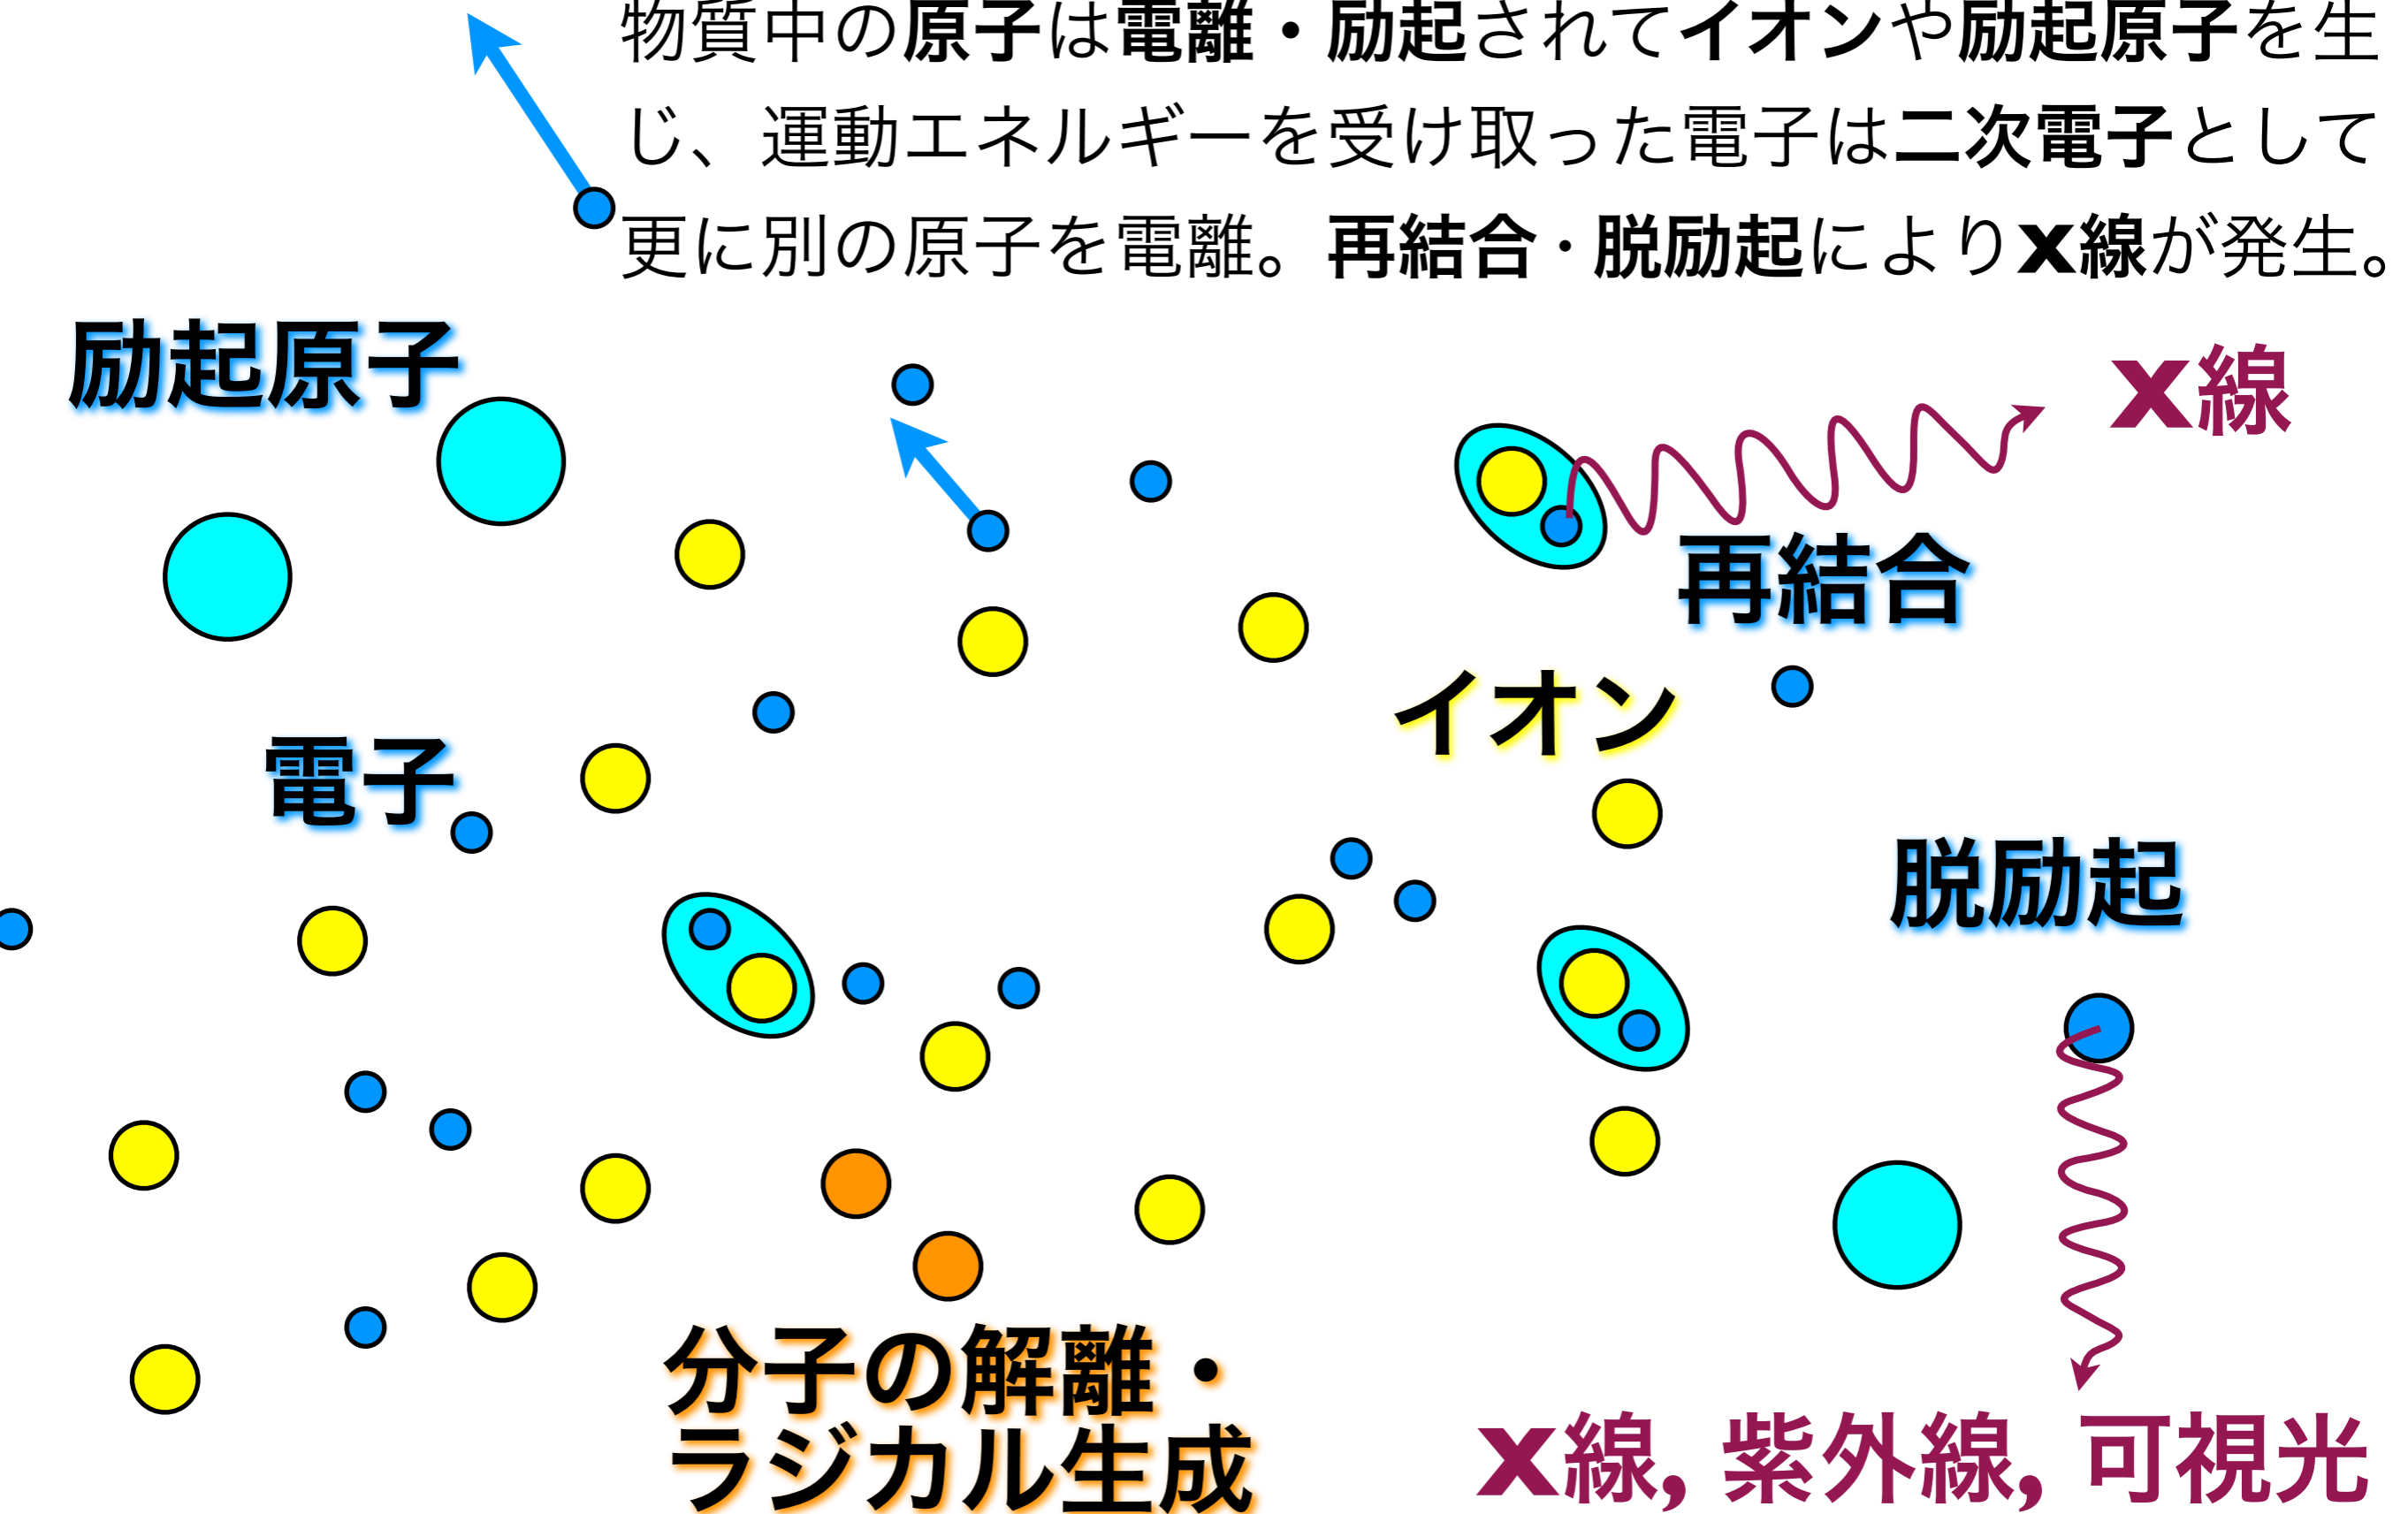 物質中の原子は電離・励起されてイオンや励起原子を生
じ、運動エネルギーを受け取った電子は二次電子として
更に別の原子を電離。再結合・脱励起によりX線が発生。
励起原子
X線
再結合
イオン
電子
脱励起
分子の解離・
ラジカル生成
X線, 紫外線, 可視光